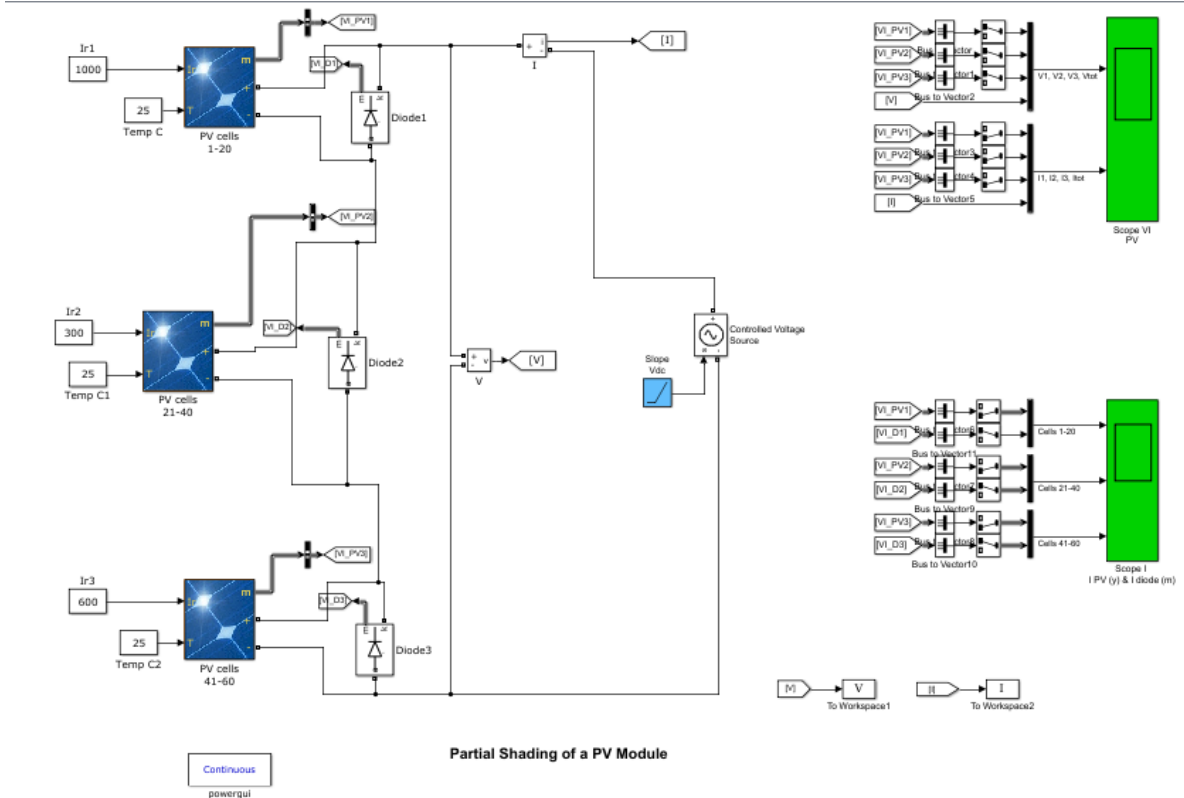 Ir1
1000
25
Temp C
Ir
T
m
+
-
PV cells
1-20
[VI_PV1]
[VI_D1]
m
k
Diode1
+
i
-
I
[I]
[VI_PV2]
Ir2
300
25
Temp C1
T
m
+
-
PV cells
21-40
[VI_D2]
m
k
Diode2
+
-
v
V
[V]
Slope
Vdc
+
s
-
Controlled Voltage
Source
[VI_PV3]
Ir3
600
25
Temp C2
T
m
+
-
PV cells
41-60
[VI_D3]
m
k
Diode3
[VI_PV1]
[VI_PV2]
[VI_PV3]
[V]
Bus to Vector2
V1, V2, V3, Vtot
[VI_PV1]
[VI_PV2]
[VI_PV3]
[I]
Bus to Vector5
I1, I2, I3, Itot
Scope VI
PV
[VI_PV1]
[VI_D1]
Bus to Vector11
Cells 1-20
[VI_PV2]
[VI_D2]
Bus to Vector9
Cells 21-40
[VI_PV3]
[VI_D3]
Bus to Vector10
Cells 41-60
Scope I
I PV (y) & I diode (m)
[V]
V
To Workspace1
[I]
I
To Workspace2
Partial Shading of a PV Module
Continuous
powergui